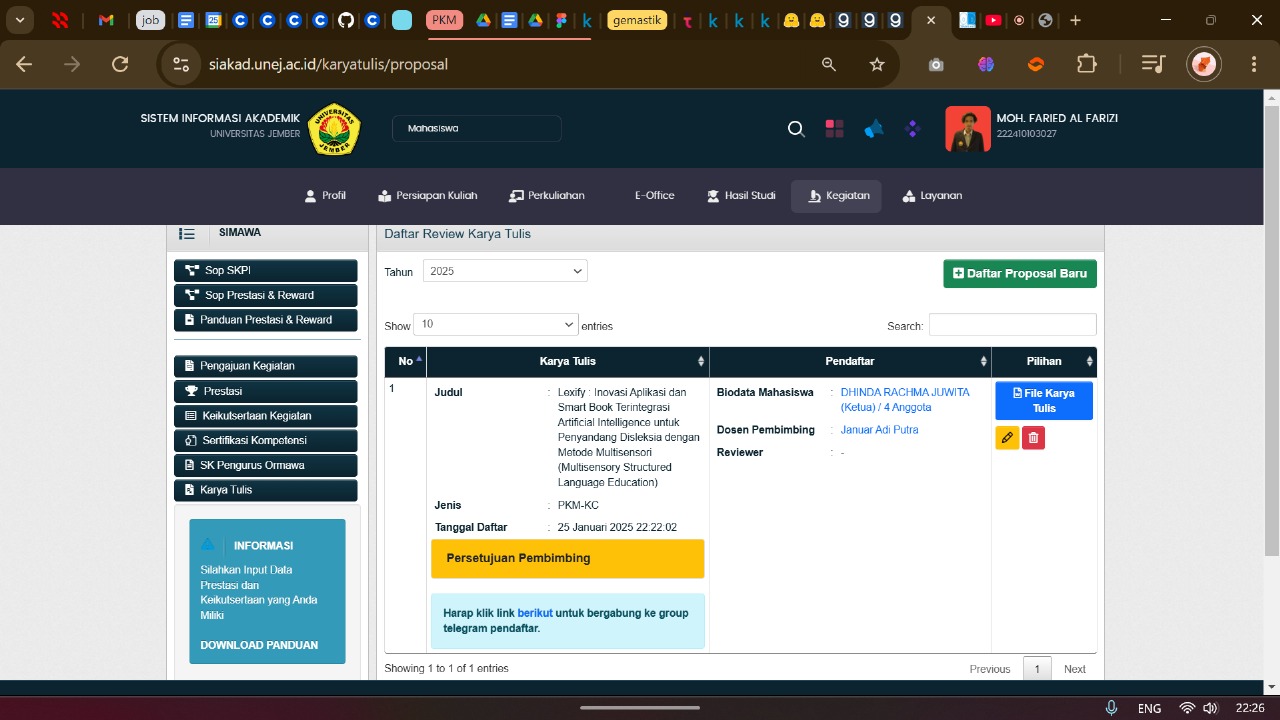 job
25
PKM
gemastik
siakad.unej.ac.id/karyatulis/proposal
SISTEM INFORMASI AKADEMIK
UNIVERSITAS JEMBER
UNIVERSITAS
JEMBER
Mahasiswa
MOH. FARIED AL FARIZI
222410103027
Profil
Persiapan Kuliah
Perkuliahan
E-Office
Hasil Studi
Kegiatan
Layanan
SIMAWA
Sop SKPI
Sop Prestasi & Reward
Panduan Prestasi & Reward
Pengajuan Kegiatan
Prestasi
Keikutsertaan Kegiatan
Sertifikasi Kompetensi
SK Pengurus Ormawa
Karya Tulis
INFORMASI
Silahkan Input Data
Prestasi dan
Keikutsertaan yang Anda
Miliki
DOWNLOAD PANDUAN
Daftar Review Karya Tulis
Tahun 2025
Daftar Proposal Baru
Show 10 entries
Search:
No Karya Tulis Pendaftar Pilihan
1
Judul : Lexify : Inovasi Aplikasi dan
Smart Book Terintegrasi
Artificial Intelligence untuk
Penyandang Disleksia dengan
Metode Multisensori
(Multisensory Structured
Language Education)
Jenis : PKM-KC
Tanggal Daftar : 25 Januari 2025 22:22:02
Persetujuan Pembimbing
Harap klik link berikut untuk bergabung ke group
telegram pendaftar.
Biodata Mahasiswa : DHINDA RACHMA JUWITA
(Ketua) / 4 Anggota
Dosen Pembimbing : Januar Adi Putra
Reviewer : -
File Karya
Tulis
Showing 1 to 1 of 1 entries
Previous 1 Next
ENG
22:26